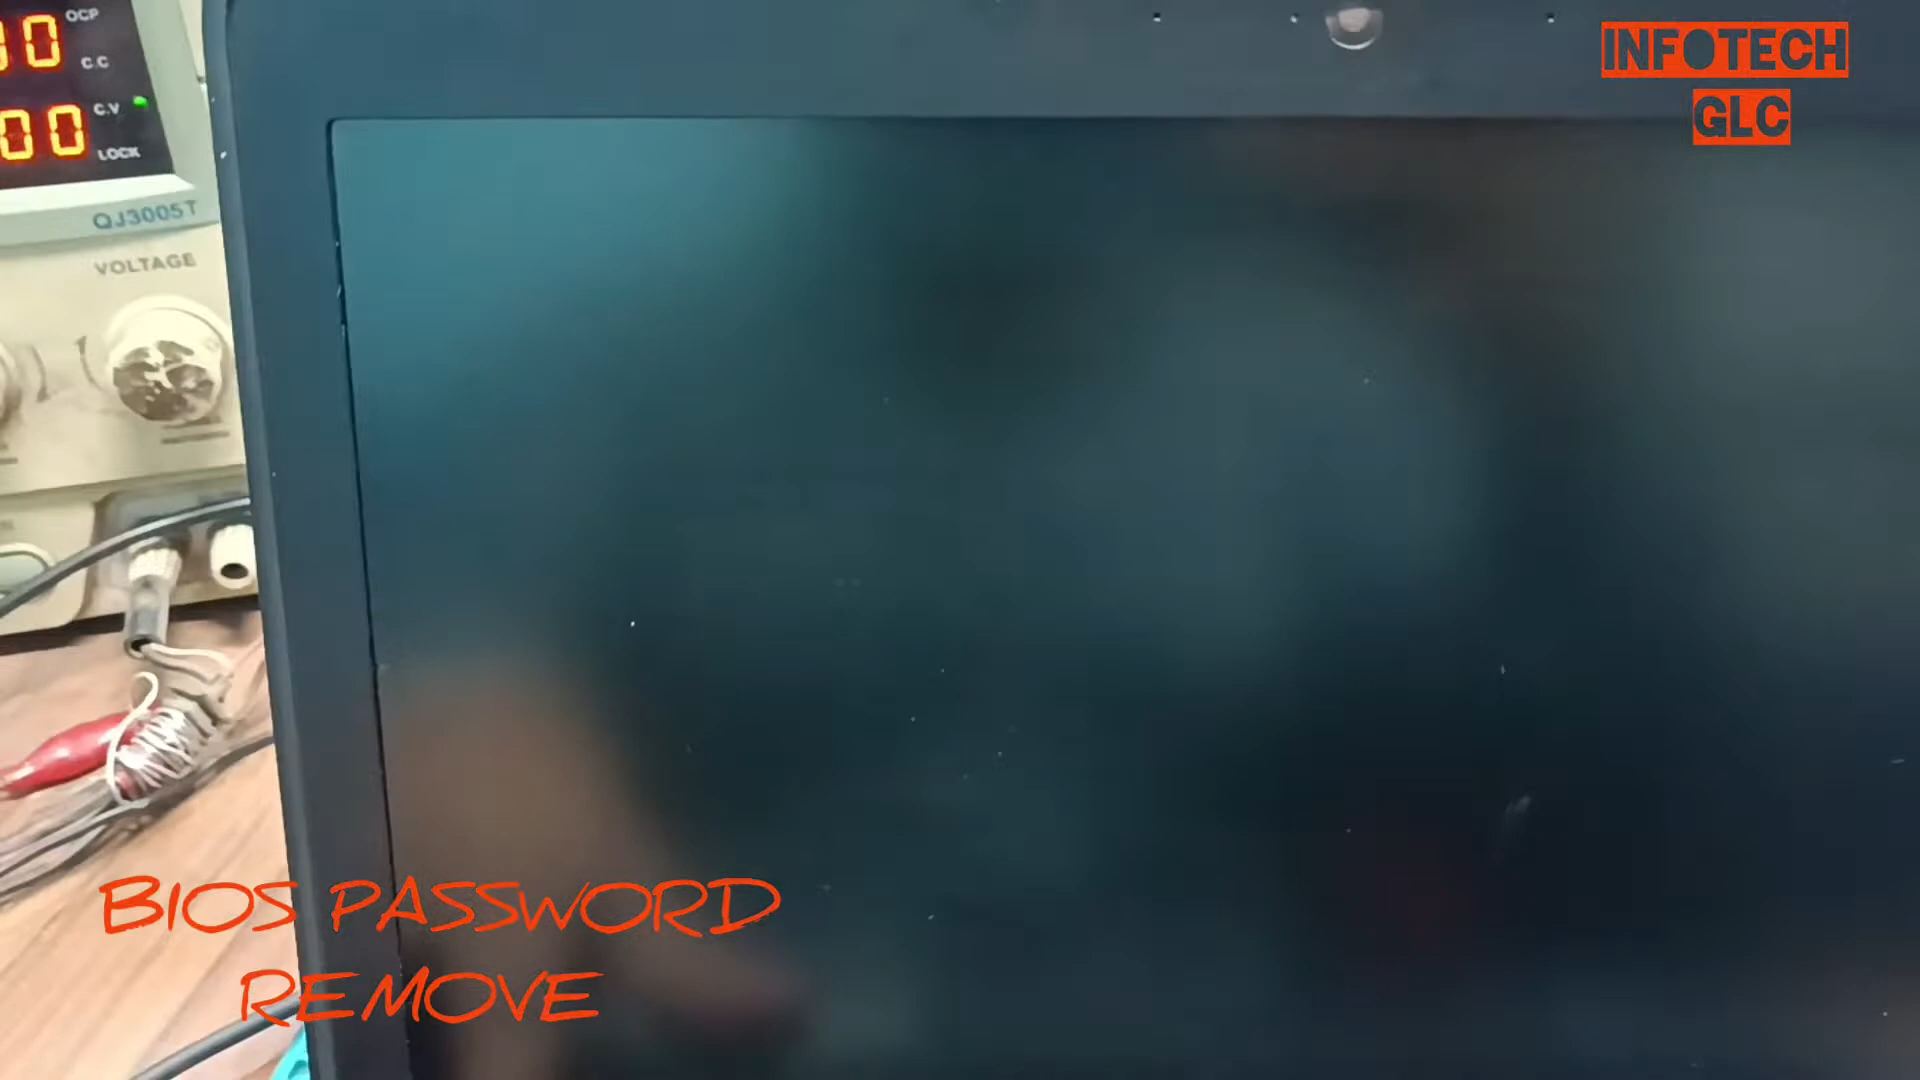 OCP
C.C
C.V
LOCK
QJ3005T
VOLTAGE
INFOTECH
GLC
BIOS PASSWORD
REMOVE